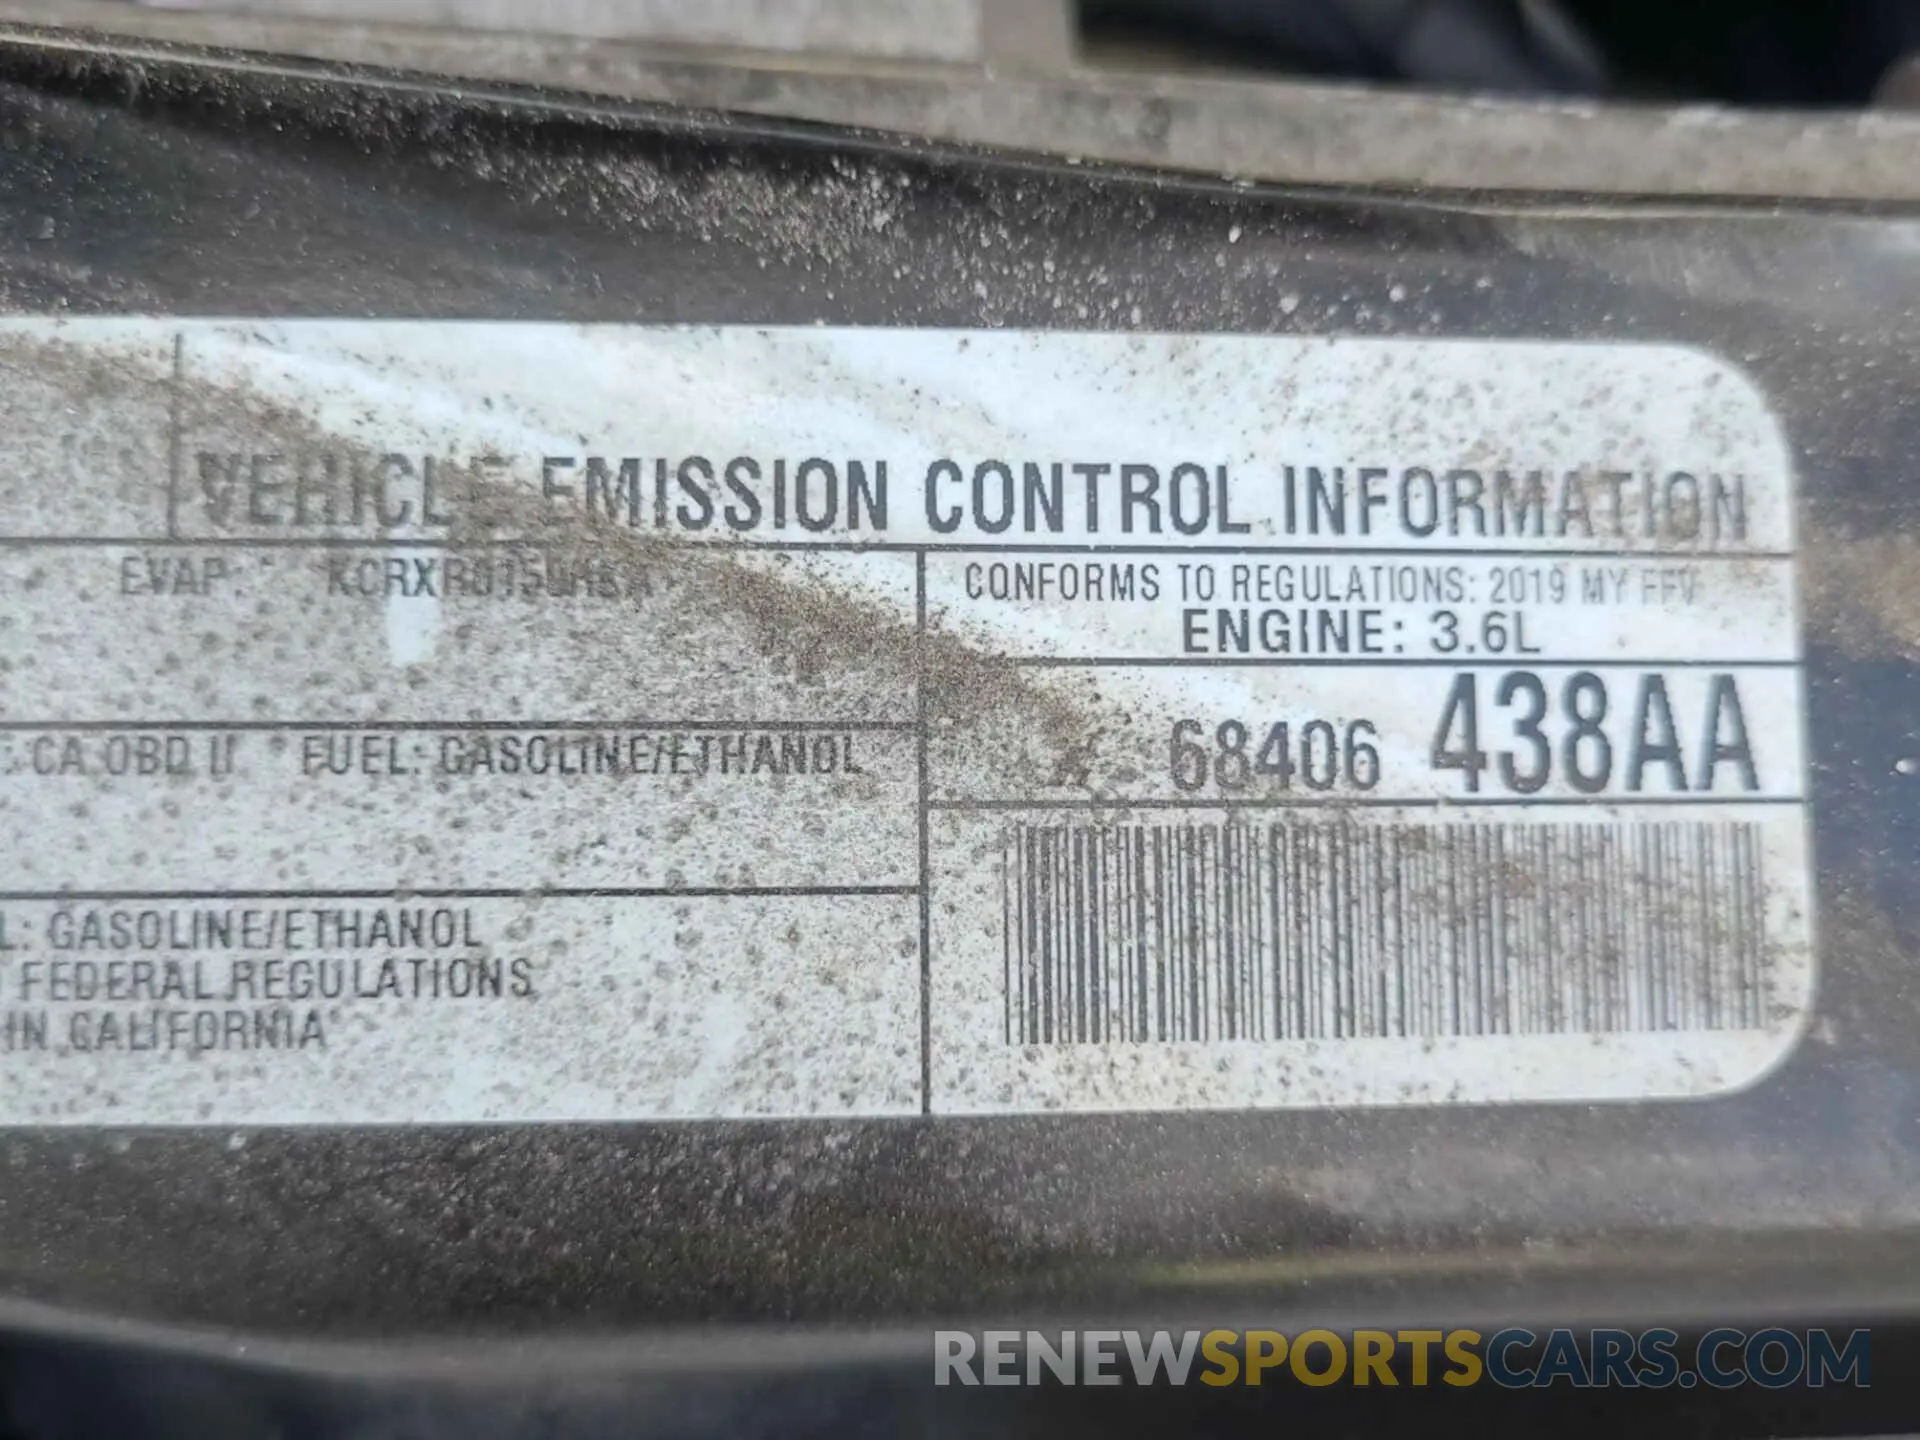 VEHICLE EMISSION CONTROL INFORMATION
EVAP:
CONFORMS TO REGULATIONS: 2019 MY FFV
ENGINE: 3.6L
68406 438AA
: CA OBD II * FUEL: GASOLINE/ETHANOL
L: GASOLINE/ETHANOL
FEDERAL REGULATIONS
IN CALIFORNIA
RENEWSPORTSCARS.COM